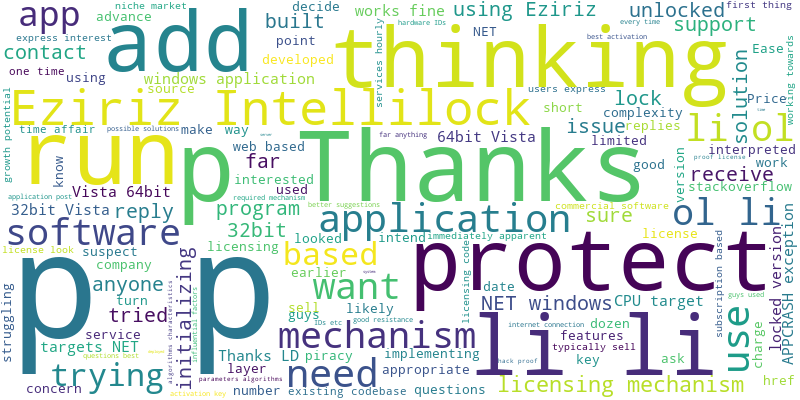 niche market
decide
works fine
using Eziriz
unlocked
first thing
app
advance
add
built
thinking
hardware IDs
every time
express interest
NET
best activation
support
contact
point
Ease
one time
windows application
developed
services hourly
using
source
users express
Price
solution
working towards
Eziriz Intellilock
lock
complexity
growth potential
time affair
possible solutions
make
way
short
issue
replies
li ol
run
p Thanks
far anything
64bit Vista
limited
interpreted
know
web based
far
good
proof license
work
Vista 64bit
interested
version
receive
application post
used
required mechanism
better suggestions
commercial software
stackoverflow
32bit Vista
reply
program
application
sure
ol li
software
32bit
looked
intend
immediately apparent
license
license look
suspect
licensing
based
protect
p p
initializing
earlier
licensing code
subscription based
locked version
APPCRASH exception
company
want
date
anyone
sell
likely
NET windows
CPU target
turn
guys
system
use
charge
struggling
tried
mechanism
li li
dozen
service
algorithms characteristics
influential factors
IDs etc
good resistance
internet connection
guys used
features
targets NET
Thanks LD
piracy
implementing
typically sell
ask
questions best
layer
appropriate
hack proof
key
concern
trying
need
parameters algorithms
licensing mechanism
href
activation key
number
existing codebase
questions